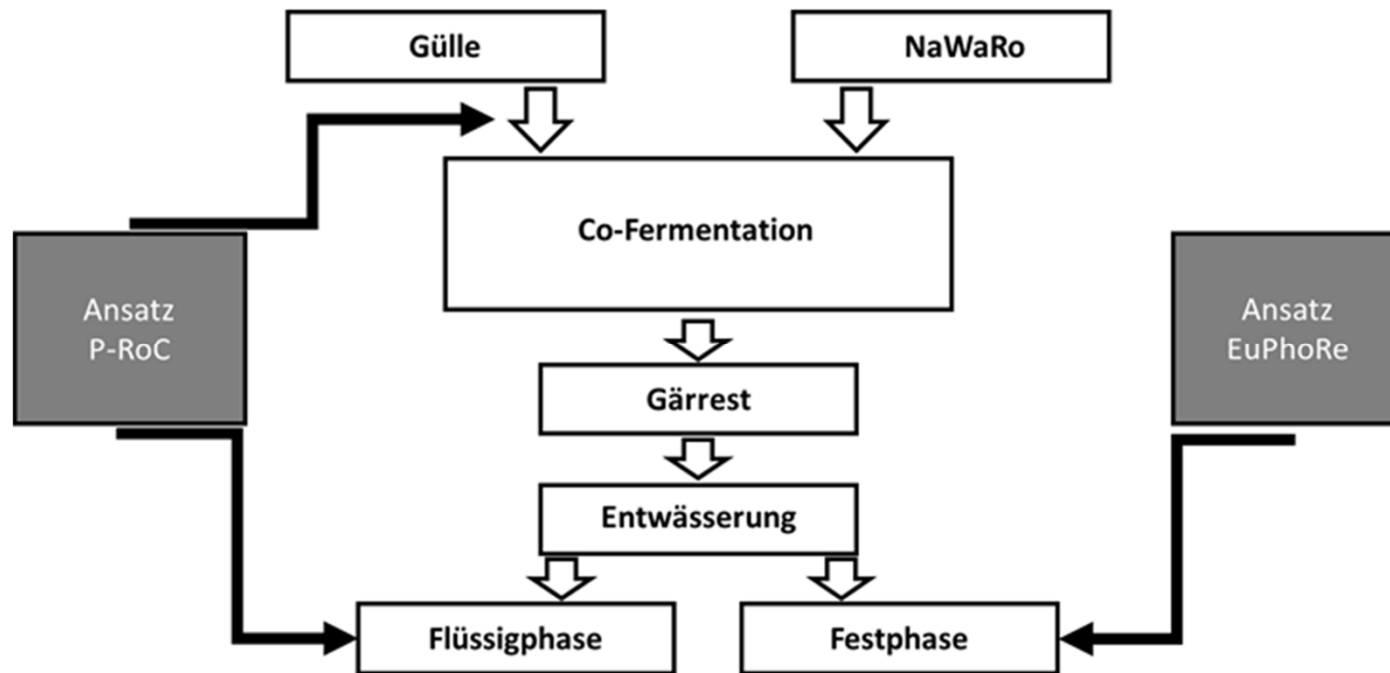 Gülle
NaWaRo
Co-Fermentation
Ansatz
P-RoC
Ansatz
EuPhoRe
Gärrest
Entwässerung
Flüssigphase
Festphase